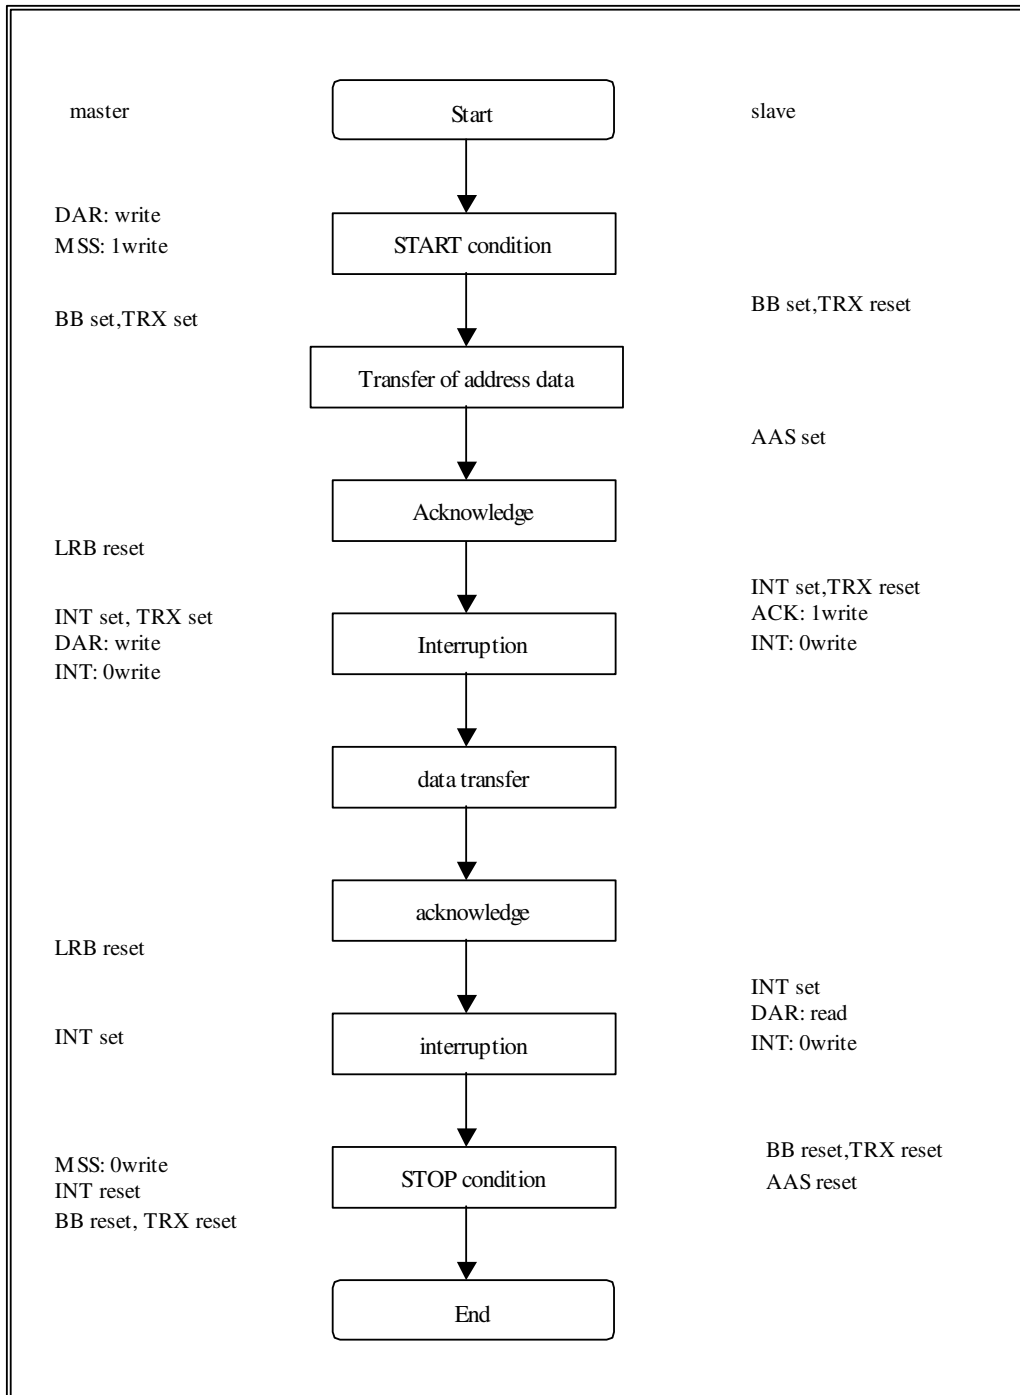 master
Start
slave
DAR: write
MSS: 1write
START condition
BB set,TRX set
BB set,TRX reset
Transfer of address data
AAS set
Acknowledge
LRB reset
INT set, TRX set
DAR: write
INT: 0write
Interruption
INT set,TRX reset
ACK: 1write
INT: 0write
data transfer
acknowledge
LRB reset
INT set
interruption
INT set
DAR: read
INT: 0write
MSS: 0write
INT reset
BB reset, TRX reset
STOP condition
BB reset,TRX reset
AAS reset
End